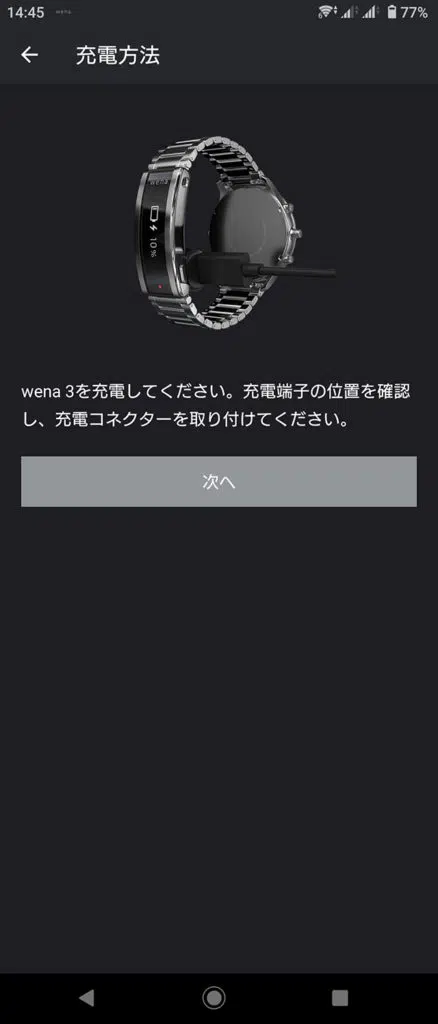 14:45 wena 77%
充電方法
wena
10%
wena 3を充電してください。充電端子の位置を確認
し、充電コネクターを取り付けてください。
次へ